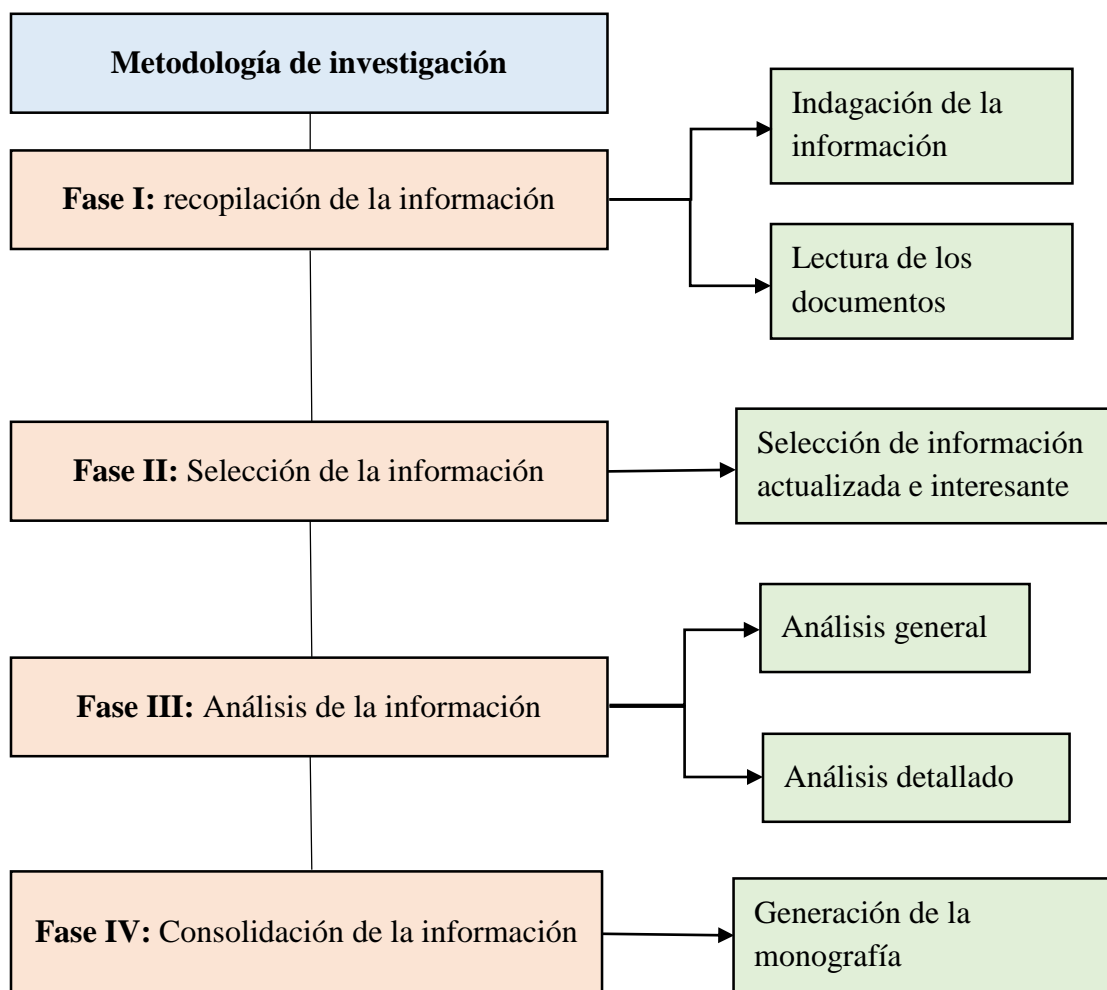 Metodología de investigación
Indagación de la
información
Fase I: recopilación de la información
Lectura de los
documentos
Fase II: Selección de la información
Selección de información
actualizada e interesante
Análisis general
Fase III: Análisis de la información
Análisis detallado
Fase IV: Consolidación de la información
Generación de la
monografía